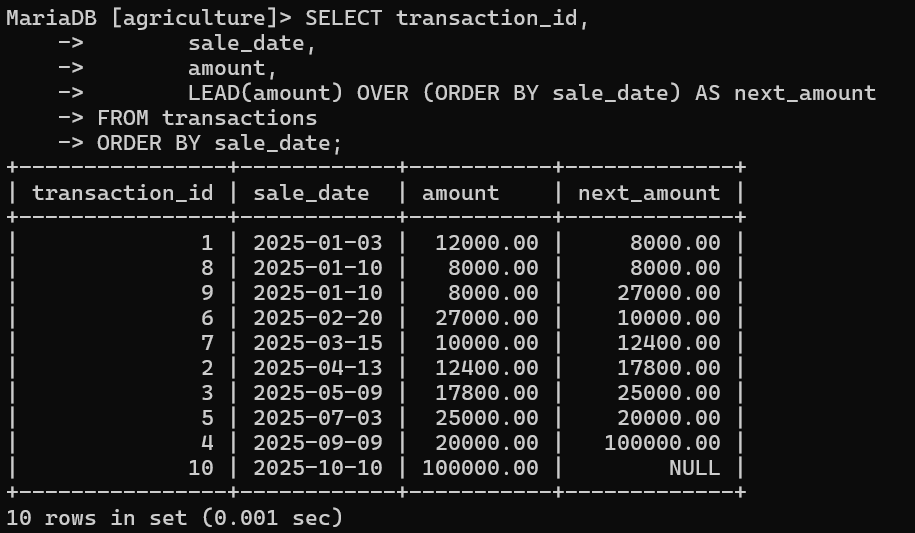 MariaDB [agriculture]> SELECT transaction_id,
    ->        sale_date,
    ->        amount,
    ->        LEAD(amount) OVER (ORDER BY sale_date) AS next_amount
    -> FROM transactions
    -> ORDER BY sale_date;
+----------------+------------+-----------+-------------+
| transaction_id | sale_date  | amount    | next_amount |
+----------------+------------+-----------+-------------+
|              1 | 2025-01-03 |  12000.00 |     8000.00 |
|              8 | 2025-01-10 |   8000.00 |     8000.00 |
|              9 | 2025-01-10 |   8000.00 |    27000.00 |
|              6 | 2025-02-20 |  27000.00 |    10000.00 |
|              7 | 2025-03-15 |  10000.00 |    12400.00 |
|              2 | 2025-04-13 |  12400.00 |    17800.00 |
|              3 | 2025-05-09 |  17800.00 |    25000.00 |
|              5 | 2025-07-03 |  25000.00 |    20000.00 |
|              4 | 2025-09-09 |  20000.00 |   100000.00 |
|             10 | 2025-10-10 | 100000.00 |        NULL |
+----------------+------------+-----------+-------------+
10 rows in set (0.001 sec)